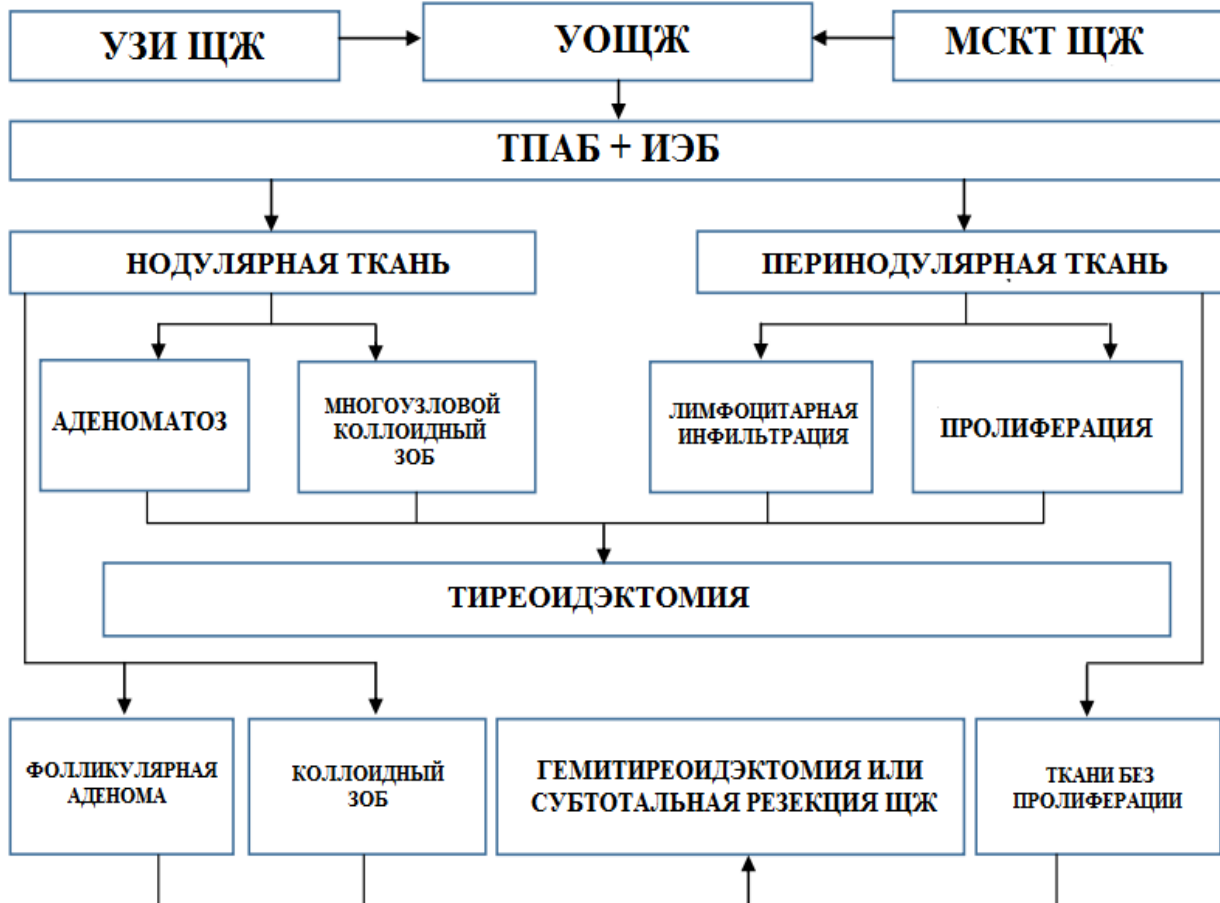 УЗИ ЩЖ
УОЩЖ
МСКТ ЩЖ
ТПАБ + ИЭБ
НОДУЛЯРНАЯ ТКАНЬ
ПЕРИНОДУЛЯРНАЯ ТКАНЬ
АДЕНОМАТОЗ
МНОГОУЗЛОВОЙ
КОЛЛОИДНЫЙ
ЗОБ
ЛИМФОЦИТАРНАЯ
ИНФИЛЬТРАЦИЯ
ПРОЛИФЕРАЦИЯ
ТИРЕОИДЭКТОМИЯ
ФОЛЛИКУЛЯРНАЯ
АДЕНОМА
КОЛЛОИДНЫЙ
ЗОБ
ГЕМИТИРЕОИДЭКТОМИЯ ИЛИ
СУБТОТАЛЬНАЯ РЕЗЕКЦИЯ ЩЖ
ТКАНИ БЕЗ
ПРОЛИФЕРАЦИИ